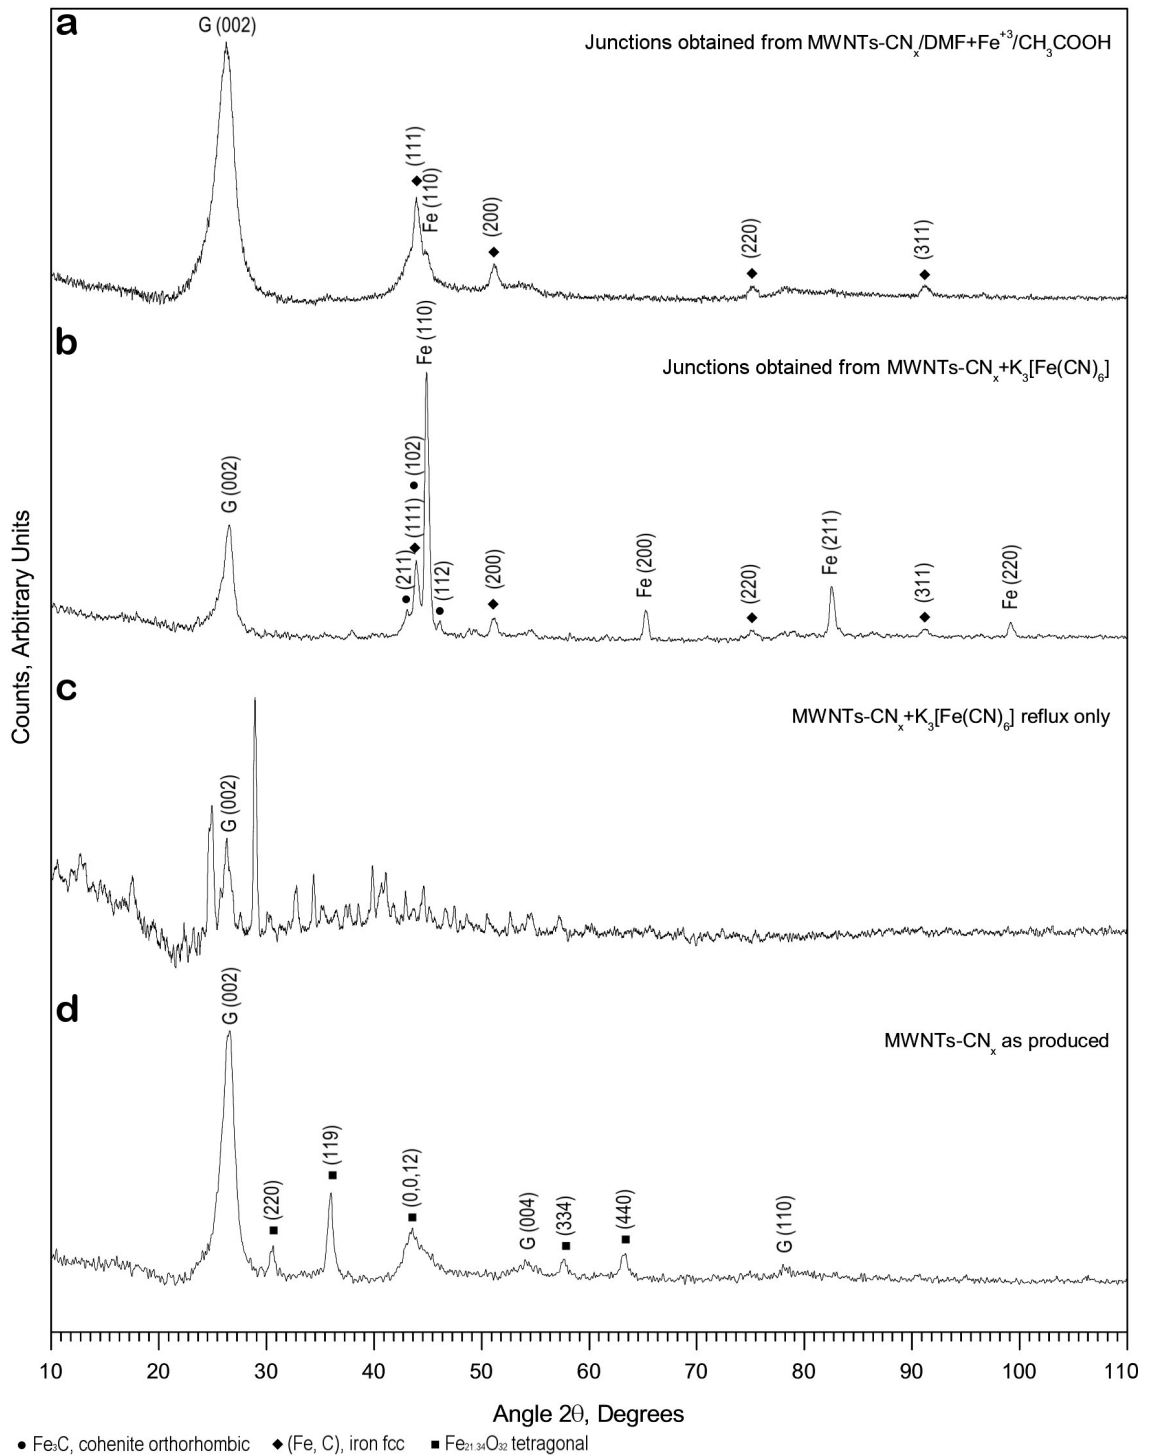 a
G (002)
Junctions obtained from MWNTs-CNx/DMF+Fe+3/CH3COOH
(111)
Fe (110)
(200)
(220)
(311)
b
Fe (110)
Junctions obtained from MWNTs-CNx+K3[Fe(CN)6]
G (002)
(102)
(111)
(211)
(112)
(200)
Fe (200)
(220)
Fe (211)
(311)
Fe (220)
c
MWNTs-CNx+K3[Fe(CN)6] reflux only
G (002)
d
G (002)
MWNTs-CNx as produced
(220)
(119)
(0,0,12)
G (004)
(334)
(440)
G (110)
Counts, Arbitrary Units
10 20 30 40 50 60 70 80 90 100 110
Angle 2θ, Degrees
● Fe3C, cohenite orthorhombic ◆ (Fe, C), iron fcc ■ Fe21.34O32 tetragonal